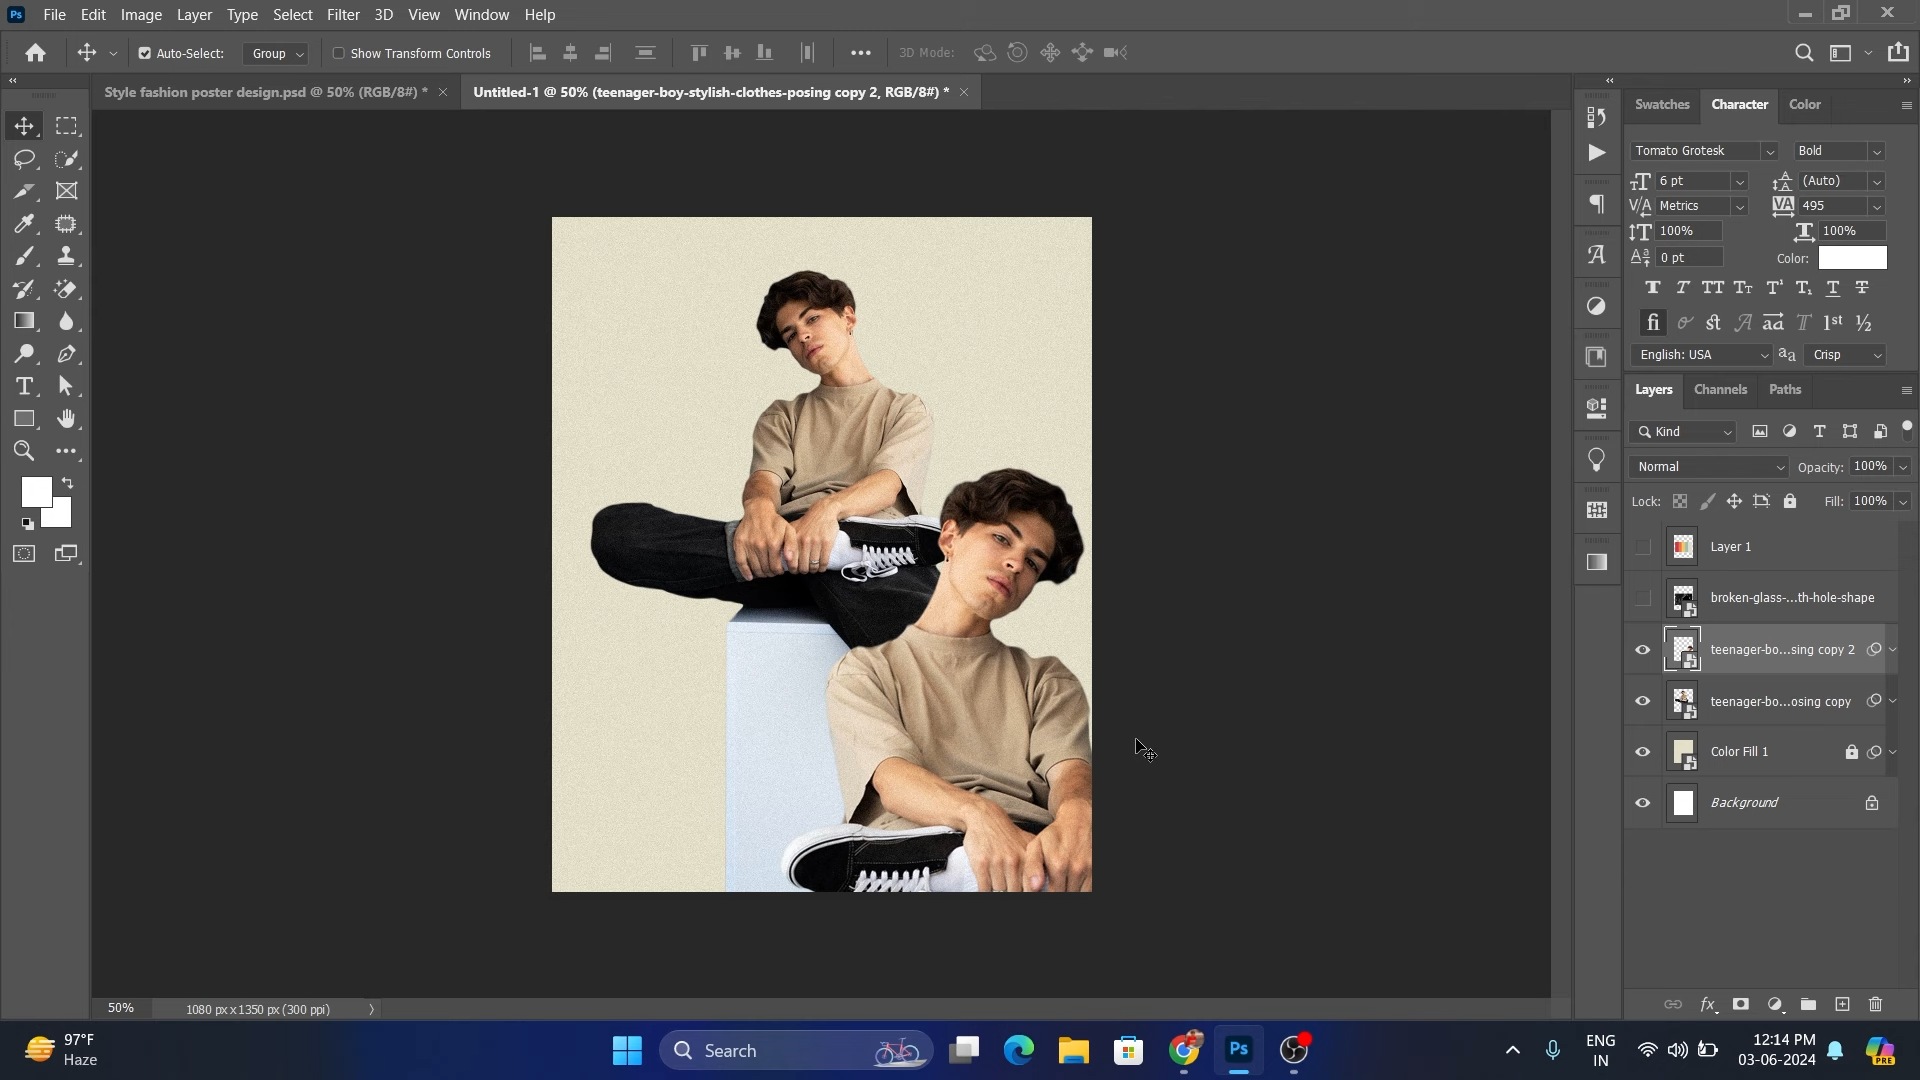 Ps File Edit Image Layer Type Select Filter 3D View Window Help
Auto-Select: Group Show Transform Controls 3D Mode:
Style fashion poster design.psd @ 50% (RGB/8#) * Untitled-1 @ 50% (teenager-boy-stylish-clothes-posing copy 2, RGB/8#) *
Swatches Character Color
Tomato Grotesk Bold
6 pt (Auto)
Metrics 495
100% 100%
0 pt Color:
English: USA Crisp
Layers Channels Paths
Kind
Normal Opacity: 100%
Lock: Fill: 100%
Layer 1
broken-glass-...th-hole-shape
teenager-bo...sing copy 2
teenager-bo...osing copy
Color Fill 1
Background
50% 1080 px x 1350 px (300 ppi)
97°F
Haze
Search
Ps
ENG
IN
12:14 PM
03-06-2024
PRE